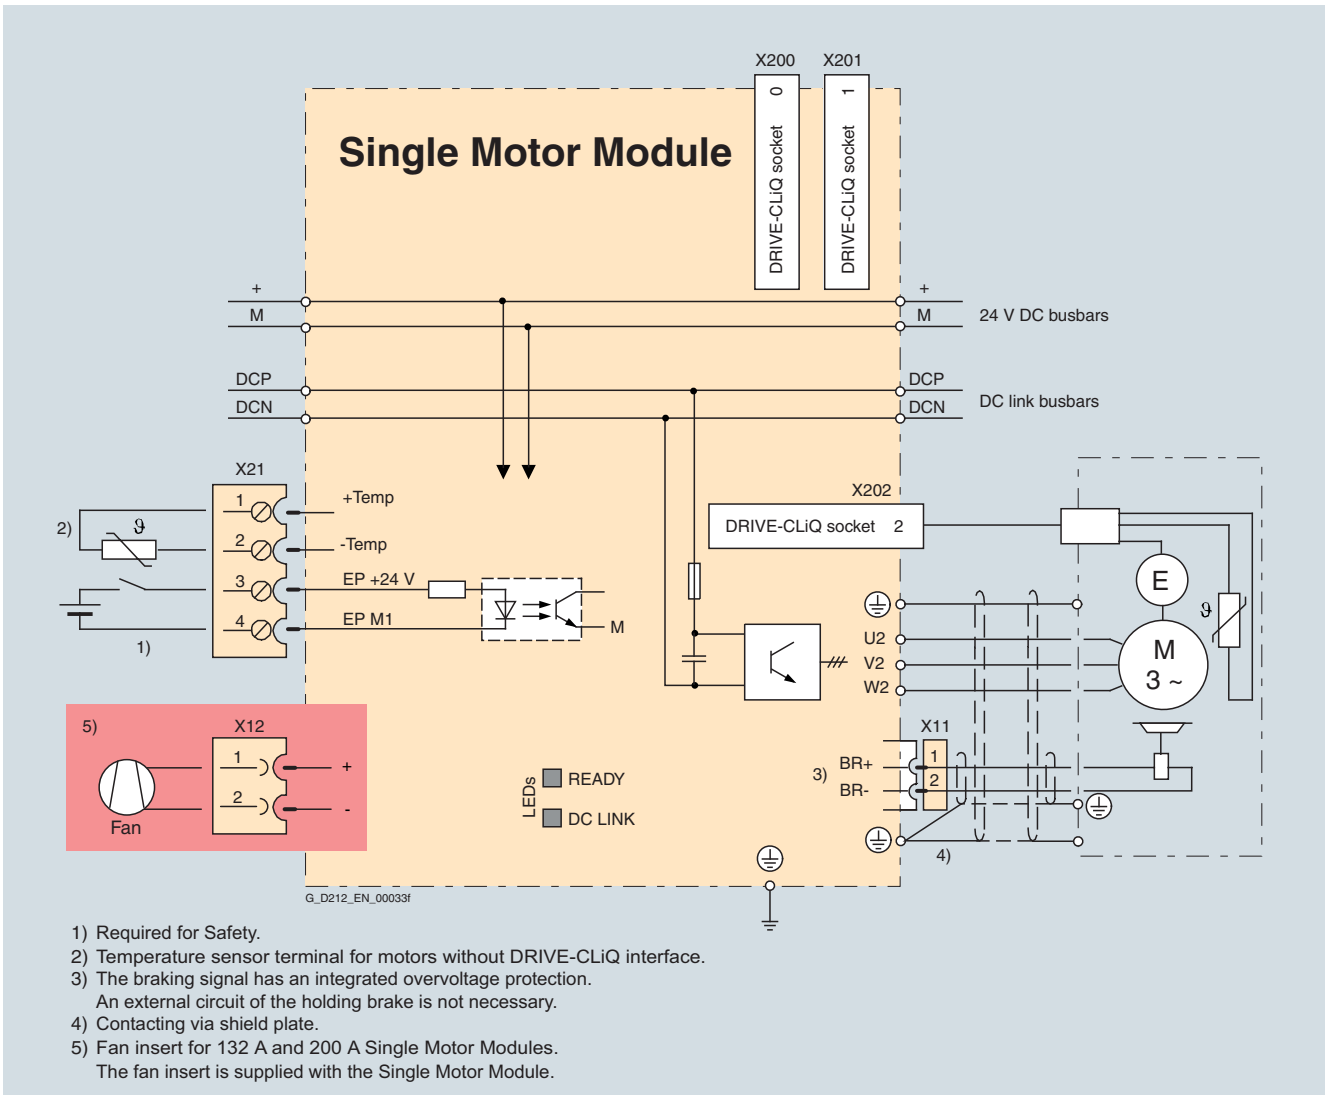 X200
X201
DRIVE-CLiQ socket 0
DRIVE-CLiQ socket 1
Single Motor Module
+
+
M
M
24 V DC busbars
DCP
DCP
DCN
DCN
DC link busbars
X21
X202
1
+Temp
2)
ϑ
DRIVE-CLiQ socket 2
2
-Temp
3
EP +24 V
E
4
EP M1
M
ϑ
1)
U2
V2
W2
M
3 ~
5)
X12
X11
1
+
2
-
Fan
LEDs
READY
DC LINK
3)
BR+
1
BR-
2
4)
G_D212_EN_00033f
1) Required for Safety.
2) Temperature sensor terminal for motors without DRIVE-CLiQ interface.
3) The braking signal has an integrated overvoltage protection.
An external circuit of the holding brake is not necessary.
4) Contacting via shield plate.
5) Fan insert for 132 A and 200 A Single Motor Modules.
The fan insert is supplied with the Single Motor Module.